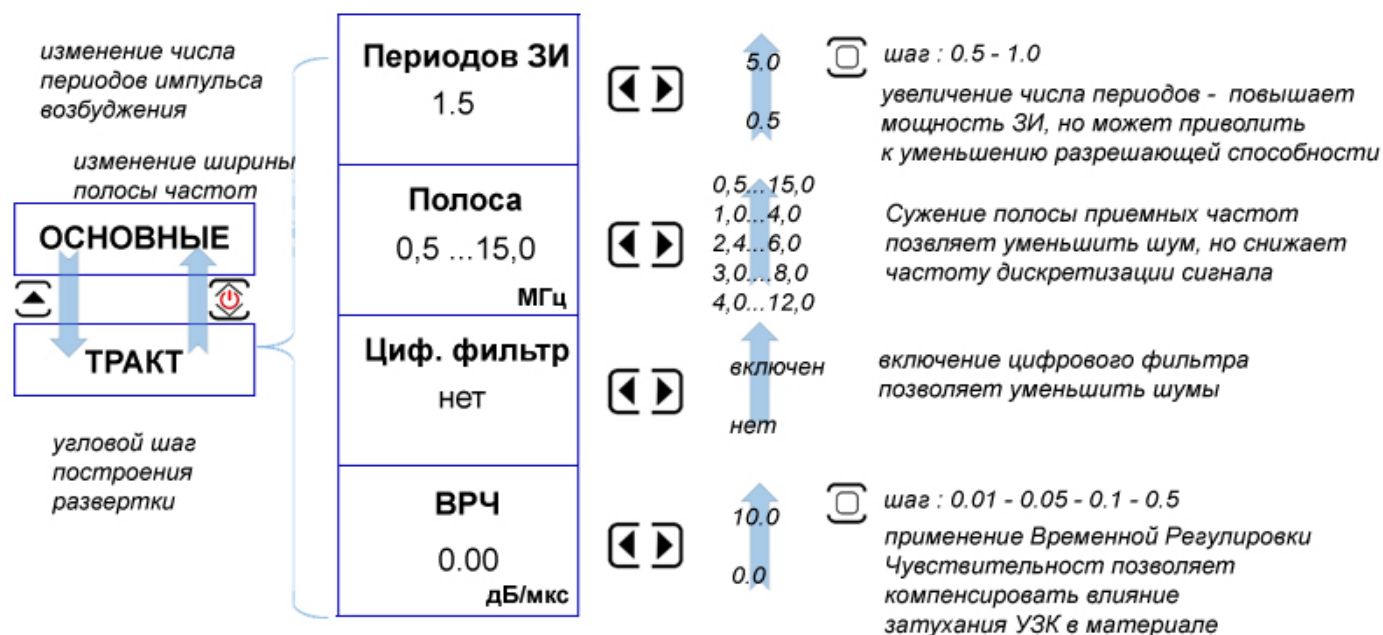 изменение числа
периодов импульса
возбуждения
изменение ширины
полосы частот
ОСНОВНЫЕ
ТРАКТ
угловой шаг
построения
развертки
Периодов ЗИ
1.5
5.0
0.5
шаг : 0.5 - 1.0
увеличение числа периодов - повышает
мощность ЗИ, но может приволить
к уменьшению разрешающей способности
Полоса
0,5 ...15,0
МГц
0,5...15,0
1,0...4,0
2,4...6,0
3,0...8,0
4,0...12,0
Сужение полосы приемных частот
позвляет уменьшить шум, но снижает
частоту дискретизации сигнала
Циф. фильтр
нет
включен
нет
включение цифрового фильтра
позволяет уменьшить шумы
ВРЧ
0.00
дБ/мкс
10.0
0.0
шаг : 0.01 - 0.05 - 0.1 - 0.5
применение Временной Регулировки
Чувствительност позволяет
компенсировать влияние
затухания УЗК в материале